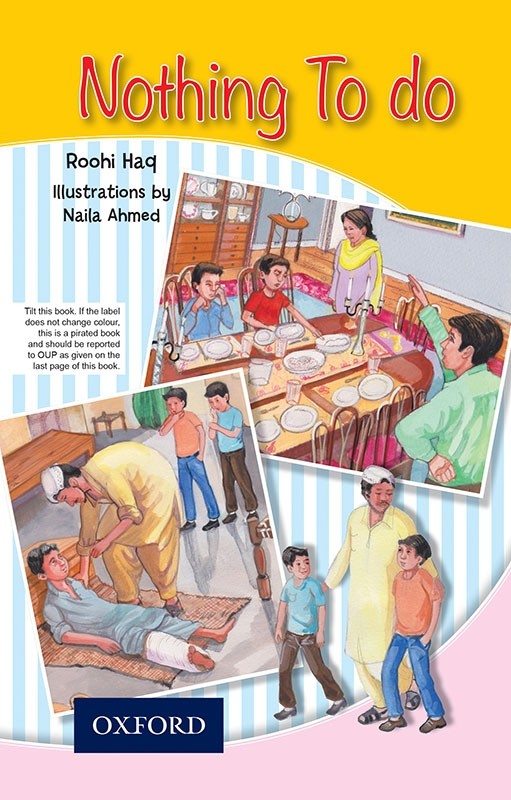 Nothing To do
Roohi Haq
Illustrations by
Naila Ahmed
Tilt this book. If the label
does not change colour,
this is a pirated book
and should be reported
to OUP as given on the
last page of this book.
OXFORD